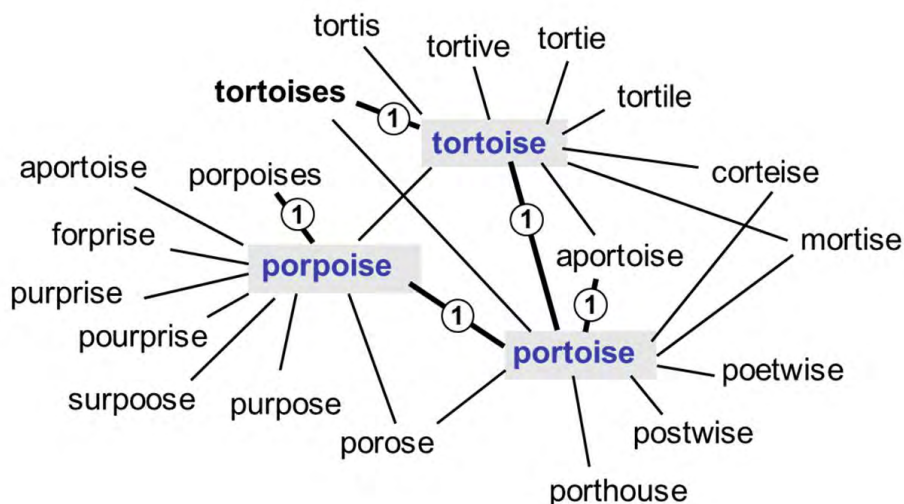 tortis
tortive
tortie
tortoises
1
tortile
tortoise
aportoise
porpoises
corteise
1
1
forprise
mortise
aportoise
porpoise
purprise
1
1
pourprise
portoise
poetwise
surpoose
purpose
postwise
porose
porthouse